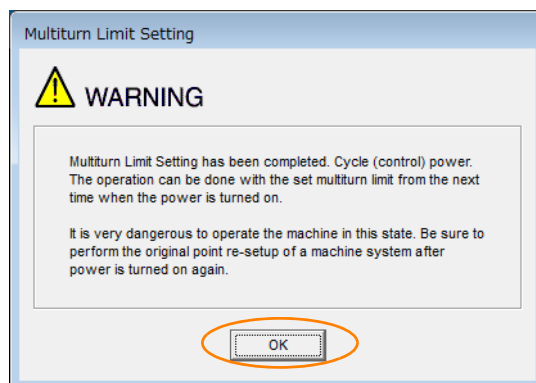 Multiturn Limit Setting
WARNING
Multiturn Limit Setting has been completed. Cycle (control) power.
The operation can be done with the set multiturn limit from the next
time when the power is turned on.
It is very dangerous to operate the machine in this state. Be sure to
perform the original point re-setup of a machine system after
power is turned on again.
OK